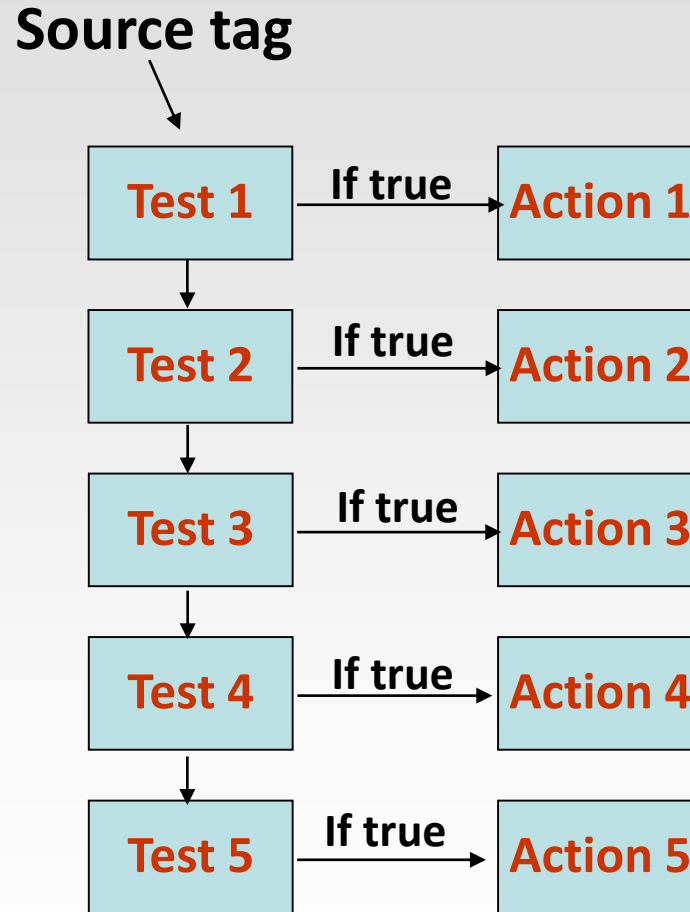 Source tag
Test 1
If true
Action 1
Test 2
If true
Action 2
Test 3
If true
Action 3
Test 4
If true
Action 4
Test 5
If true
Action 5